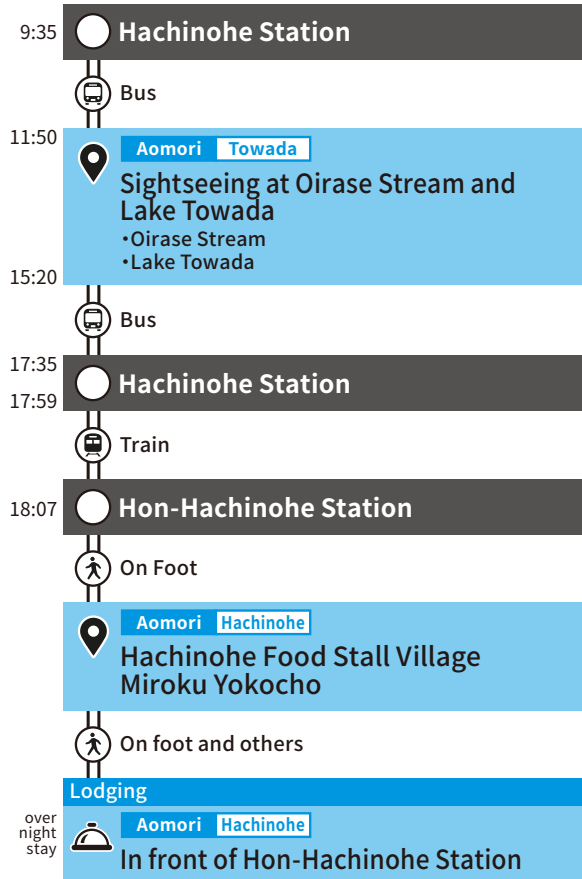 9:35 Hachinohe Station
Bus
11:50
Aomori Towada
Sightseeing at Oirase Stream and
Lake Towada
・Oirase Stream
・Lake Towada
15:20
Bus
17:35
Hachinohe Station
17:59
Train
18:07 Hon-Hachinohe Station
On Foot
Aomori Hachinohe
Hachinohe Food Stall Village
Miroku Yokocho
On foot and others
Lodging
over
night
stay
Aomori Hachinohe
In front of Hon-Hachinohe Station